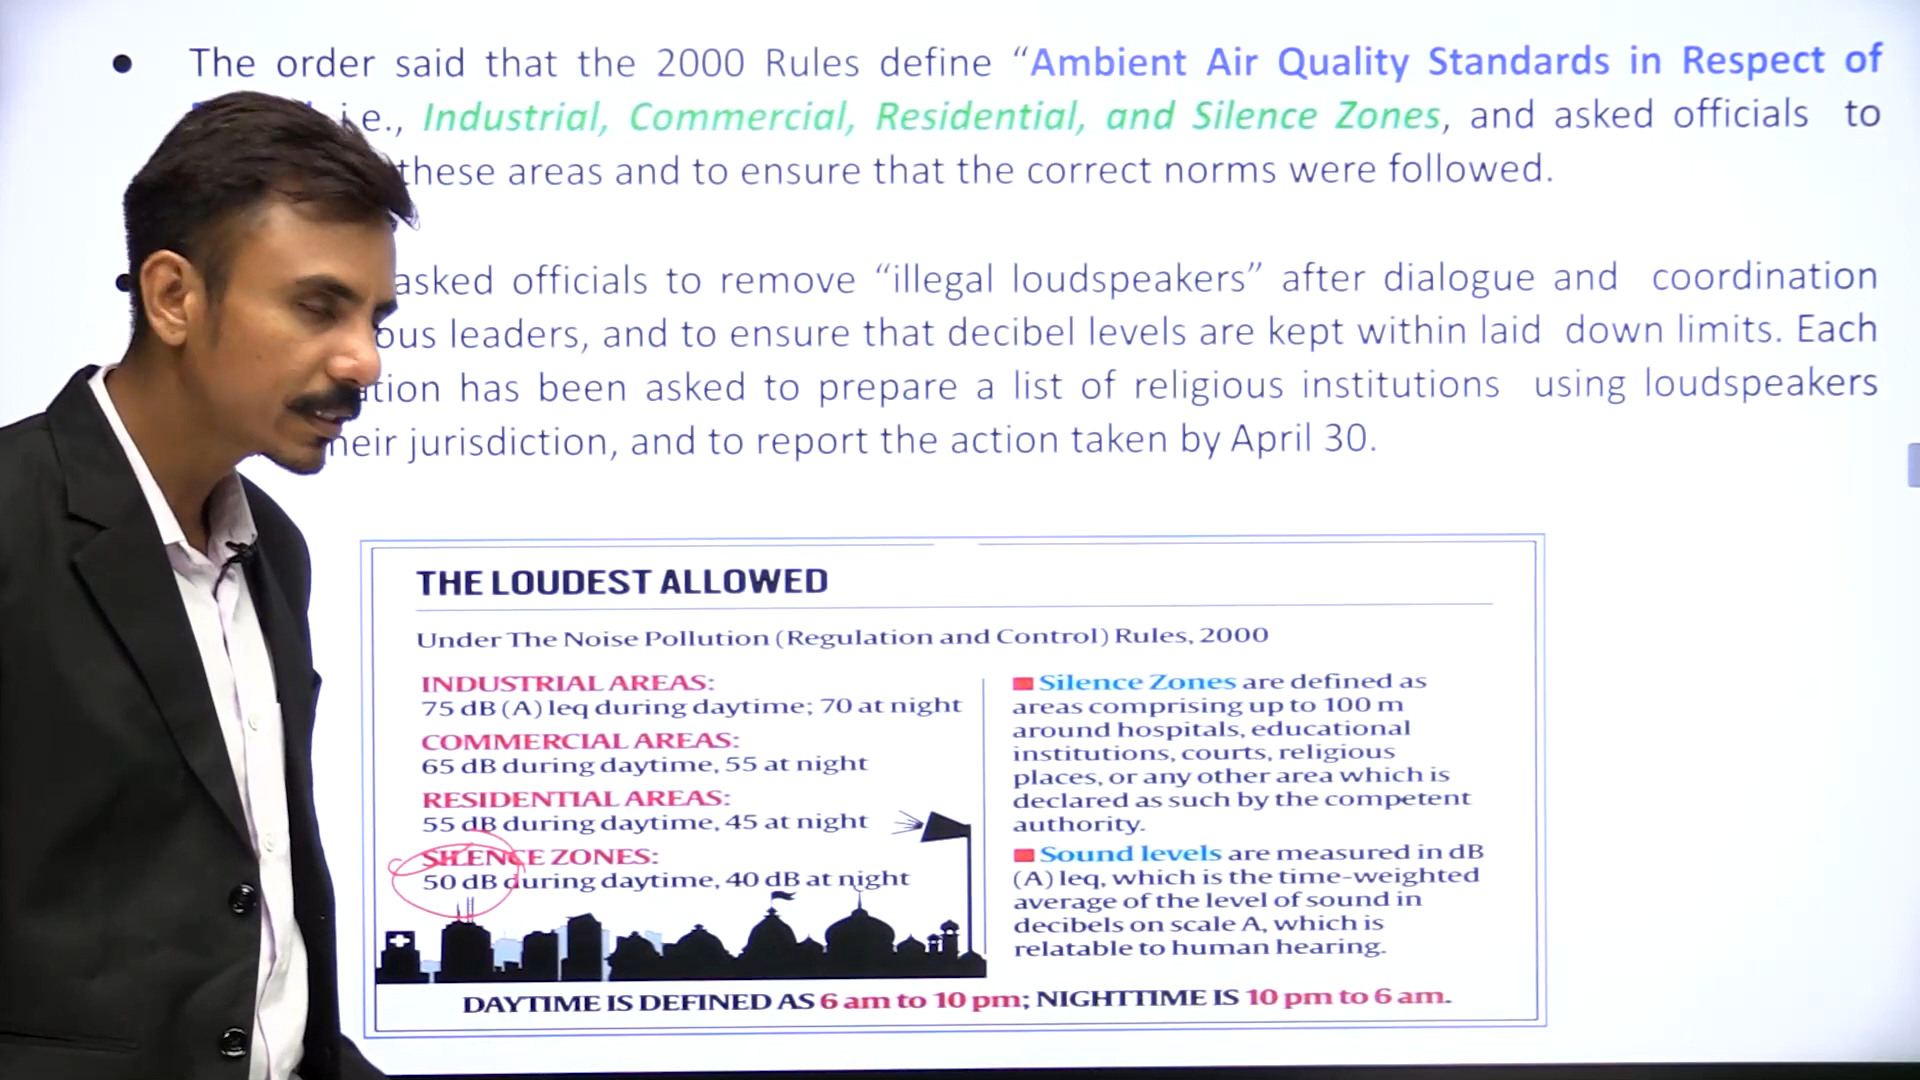 The order said that the 2000 Rules define “Ambient Air Quality Standards in Respect of
i.e., Industrial, Commercial, Residential, and Silence Zones, and asked officials to
these areas and to ensure that the correct norms were followed.
asked officials to remove “illegal loudspeakers” after dialogue and coordination
leaders, and to ensure that decibel levels are kept within laid down limits. Each
has been asked to prepare a list of religious institutions using loudspeakers
jurisdiction, and to report the action taken by April 30.
THE LOUDEST ALLOWED
Under The Noise Pollution (Regulation and Control) Rules, 2000
INDUSTRIAL AREAS:
75 dB (A) leq during daytime; 70 at night
COMMERCIAL AREAS:
65 dB during daytime, 55 at night
RESIDENTIAL AREAS:
55 dB during daytime, 45 at night
SILENCE ZONES:
50 dB during daytime, 40 dB at night
Silence Zones are defined as
areas comprising up to 100 m
around hospitals, educational
institutions, courts, religious
places, or any other area which is
declared as such by the competent
authority.
Sound levels are measured in dB
(A) leq, which is the time-weighted
average of the level of sound in
decibels on scale A, which is
relatable to human hearing.
DAYTIME IS DEFINED AS 6 am to 10 pm; NIGHTTIME IS 10 pm to 6 am.